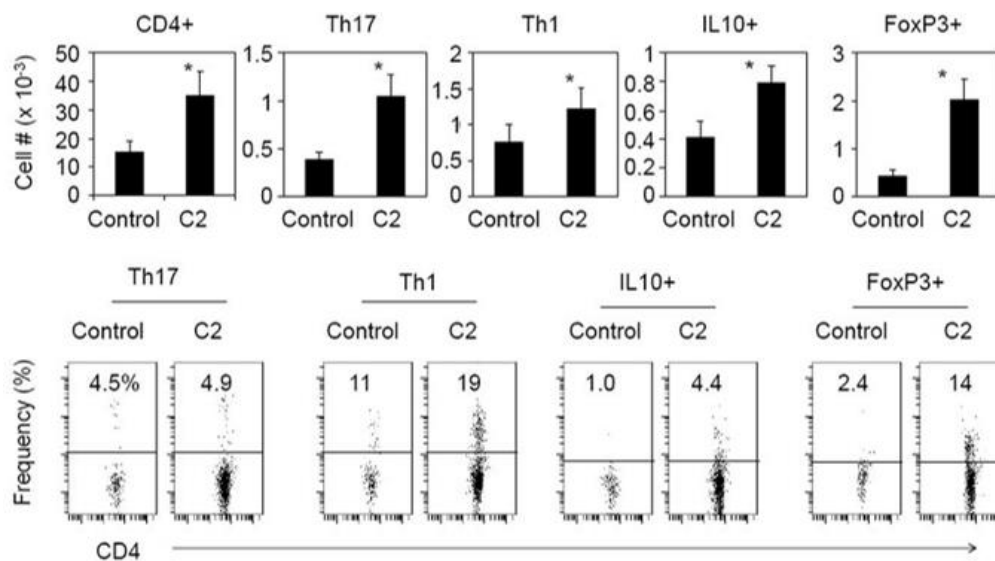 CD4+ Th17 Th1 IL10+ FoxP3+
Cell # (x 10-3)
50 40 30 20 10 0
*
Control C2
1.5 1 0.5 0
*
Control C2
2 1.5 1 0.5 0
*
Control C2
1 0.8 0.6 0.4 0.2 0
*
Control C2
3 2 1 0
*
Control C2
Th17 Th1 IL10+ FoxP3+
Control C2 Control C2 Control C2 Control C2
Frequency (%)
4.5% 4.9 11 19 1.0 4.4 2.4 14
CD4